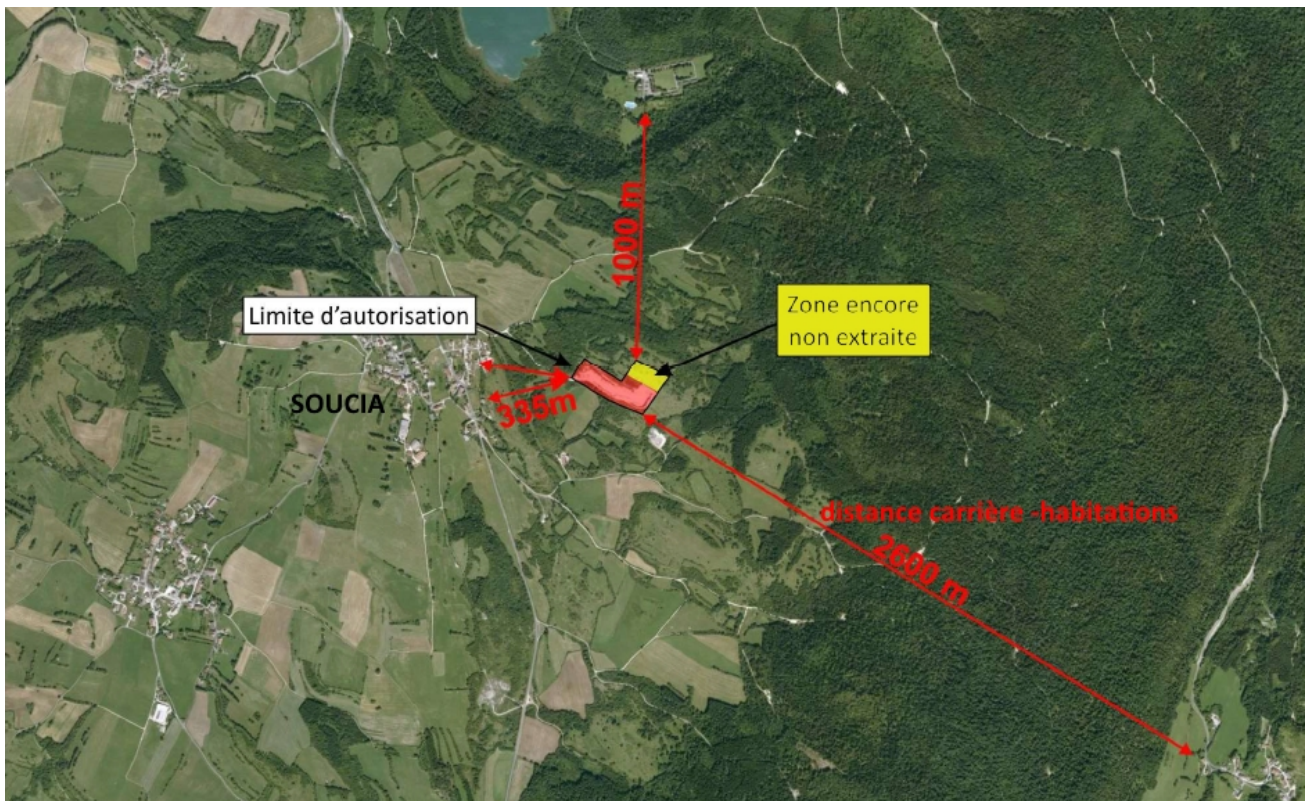 1000 m
Limite d'autorisation
Zone encore
non extraite
SOUCIA
335m
distance carrière -habitations
2600 m